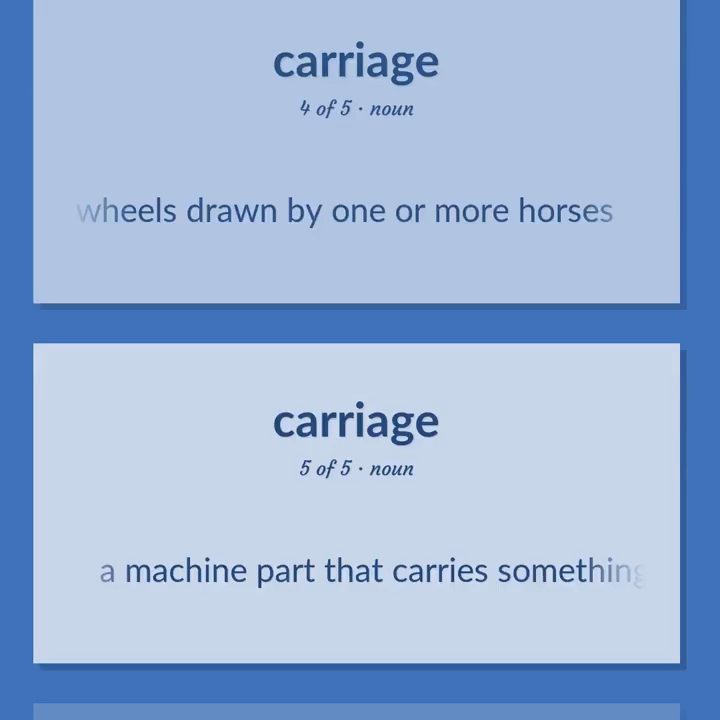 carriage
4 of 5 · noun
wheels drawn by one or more horses
carriage
5 of 5 · noun
a machine part that carries something